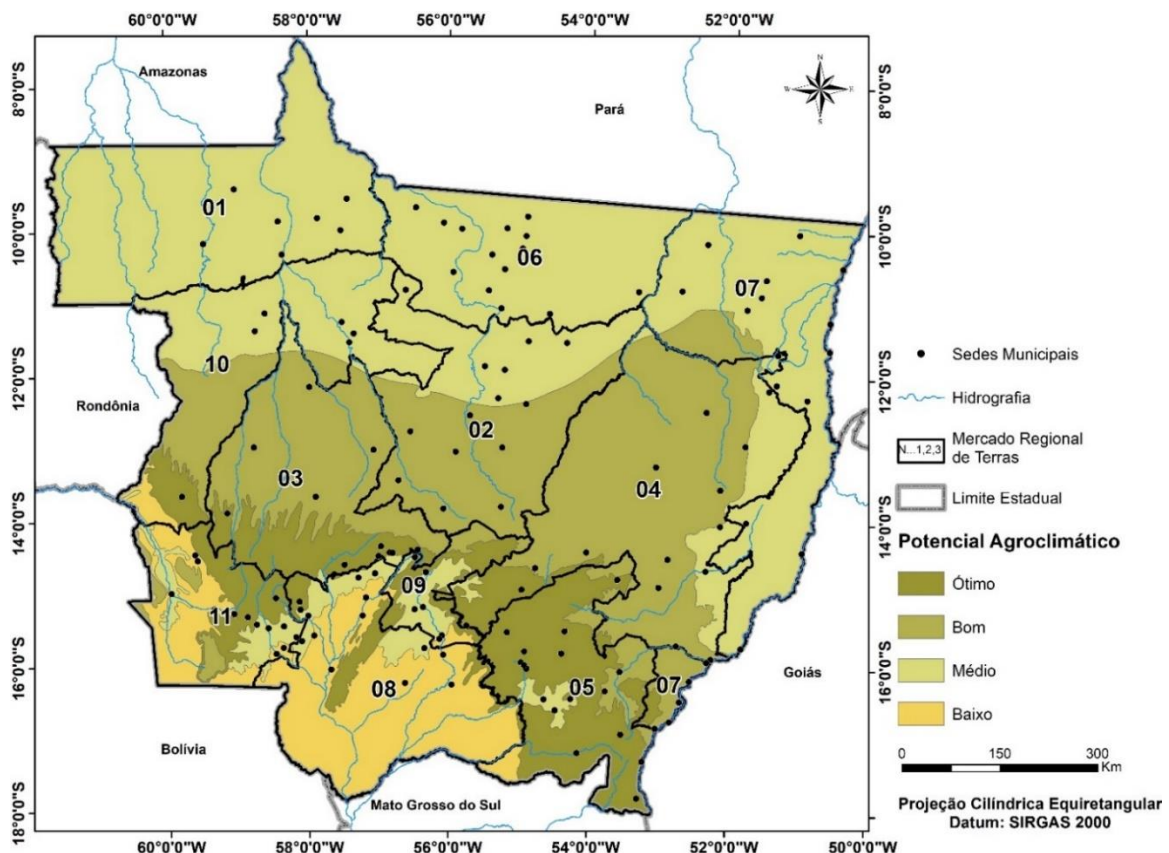 60°0'0"W 58°0'0"W 56°0'0"W 54°0'0"W 52°0'0"W
8°0'0"S
10°0'0"S
12°0'0"S
14°0'0"S
16°0'0"S
18°0'0"S
Amazonas
Pará
Rondônia
Bolívia
Mato Grosso do Sul
Goiás
01
06
07
10
02
03
04
09
11
08
05
07
N
W E
S
8°0'0"S
10°0'0"S
12°0'0"S
14°0'0"S
16°0'0"S
18°0'0"S
60°0'0"W 58°0'0"W 56°0'0"W 54°0'0"W 52°0'0"W 50°0'0"W
Sedes Municipais
Hidrografia
N...1,2,3
Mercado Regional
de Terras
Limite Estadual
Potencial Agroclimático
Ótimo
Bom
Médio
Baixo
0 150 300
Km
Projeção Cilíndrica Equiretangular
Datum: SIRGAS 2000